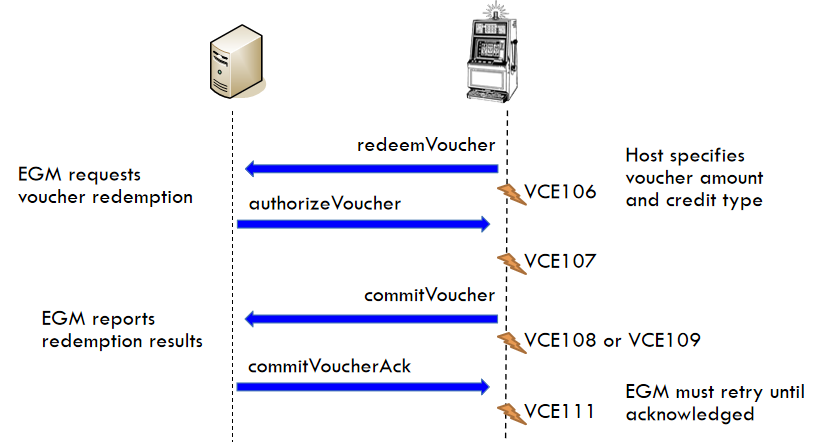 redeemVoucher
EGM requests
voucher redemption
Host specifies
voucher amount
and credit type
VCE106
authorizeVoucher
VCE107
commitVoucher
EGM reports
redemption results
VCE108 or VCE109
commitVoucherAck
VCE111
EGM must retry until
acknowledged